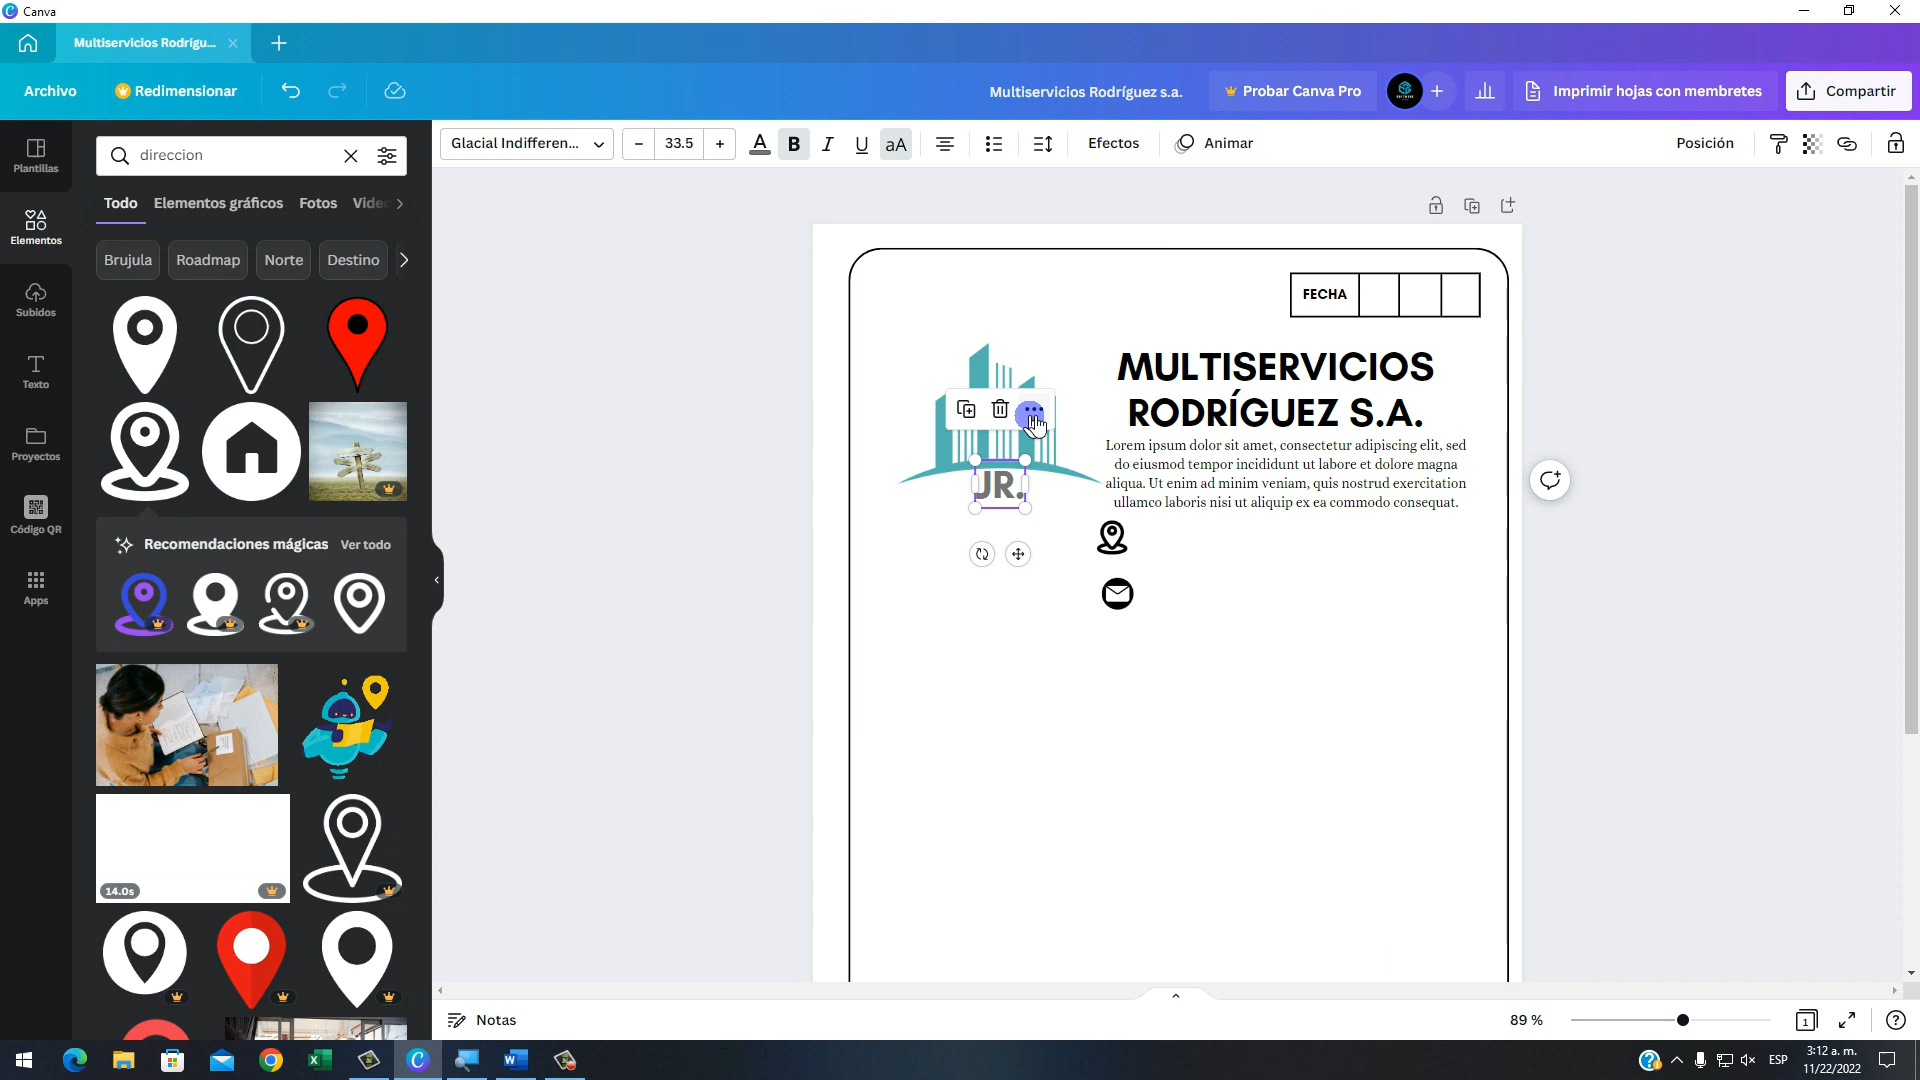 Canva
Multiservicios Rodrígu...
Archivo
Redimensionar
Multiservicios Rodríguez s.a.
Probar Canva Pro
Imprimir hojas con membretes
Compartir
Plantillas
Elementos
Subidos
Texto
Proyectos
Código QR
Apps
direccion
Todo
Elementos gráficos
Fotos
Brujula
Roadmap
Norte
Destino
Recomendaciones mágicas
Ver todo
14.0s
Glacial Indifferen...
33.5
A
B
I
U
aA
Efectos
Animar
Posición
FECHA
MULTISERVICIOS
RODRÍGUEZ S.A.
Lorem ipsum dolor sit amet, consectetur adipiscing elit, sed
do eiusmod tempor incididunt ut labore et dolore magna
aliqua. Ut enim ad minim veniam, quis nostrud exercitation
ullamco laboris nisi ut aliquip ex ea commodo consequat.
JR.
Notas
89 %
1
ESP
3:12 a. m.
11/22/2022